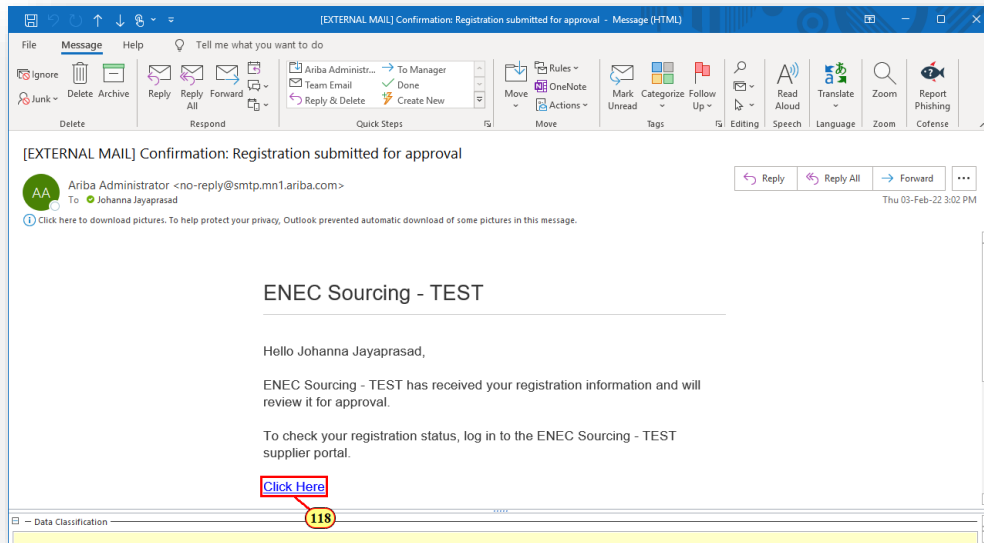 [EXTERNAL MAIL] Confirmation: Registration submitted for approval - Message (HTML)
File Message Help Tell me what you want to do
Ignore
Junk
Delete Archive
Reply Reply All Forward
Ariba Administr... To Manager
Team Email Done
Reply & Delete Create New
Move Rules
OneNote
Actions
Mark Unread Categorize Follow Up
Read Aloud
Translate
Zoom
Report Phishing
Delete Respond Quick Steps Move Tags Editing Speech Language Zoom Cofense
[EXTERNAL MAIL] Confirmation: Registration submitted for approval
AA
Ariba Administrator <no-reply@smtp.mn1.ariba.com>
To Johanna Jayaprasad
Reply Reply All Forward
Thu 03-Feb-22 3:02 PM
Click here to download pictures. To help protect your privacy, Outlook prevented automatic download of some pictures in this message.
ENEC Sourcing - TEST
Hello Johanna Jayaprasad,
ENEC Sourcing - TEST has received your registration information and will
review it for approval.
To check your registration status, log in to the ENEC Sourcing - TEST
supplier portal.
Click Here
118
Data Classification